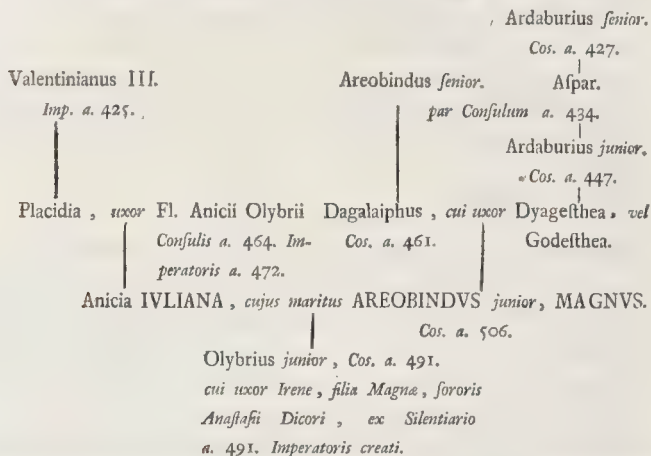 Ardaburius ſenior.
Cos. a. 427.
Valentinianus III. Areobindus ſenior. Aſpar.
Imp. a. 425. par Conſulum a. 434.
Ardaburius junior.
Cos. a. 447.
Placidia, uxor Fl. Anicii Olybrii Dagalaiphus, cui uxor Dyageſthea, vel
Conſulis a. 464. Im- Cos. a. 461. Godeſthea.
peratoris a. 472.
Anicia IVLIANA, cujus maritus AREOBINDVS junior, MAGNVS.
Cos. a. 506.
Olybrius junior, Cos. a. 491.
cui uxor Irene, filia Magnæ, ſororis
Anaſtaſii Dicori, ex Silentiario
a. 491. Imperatoris creati.